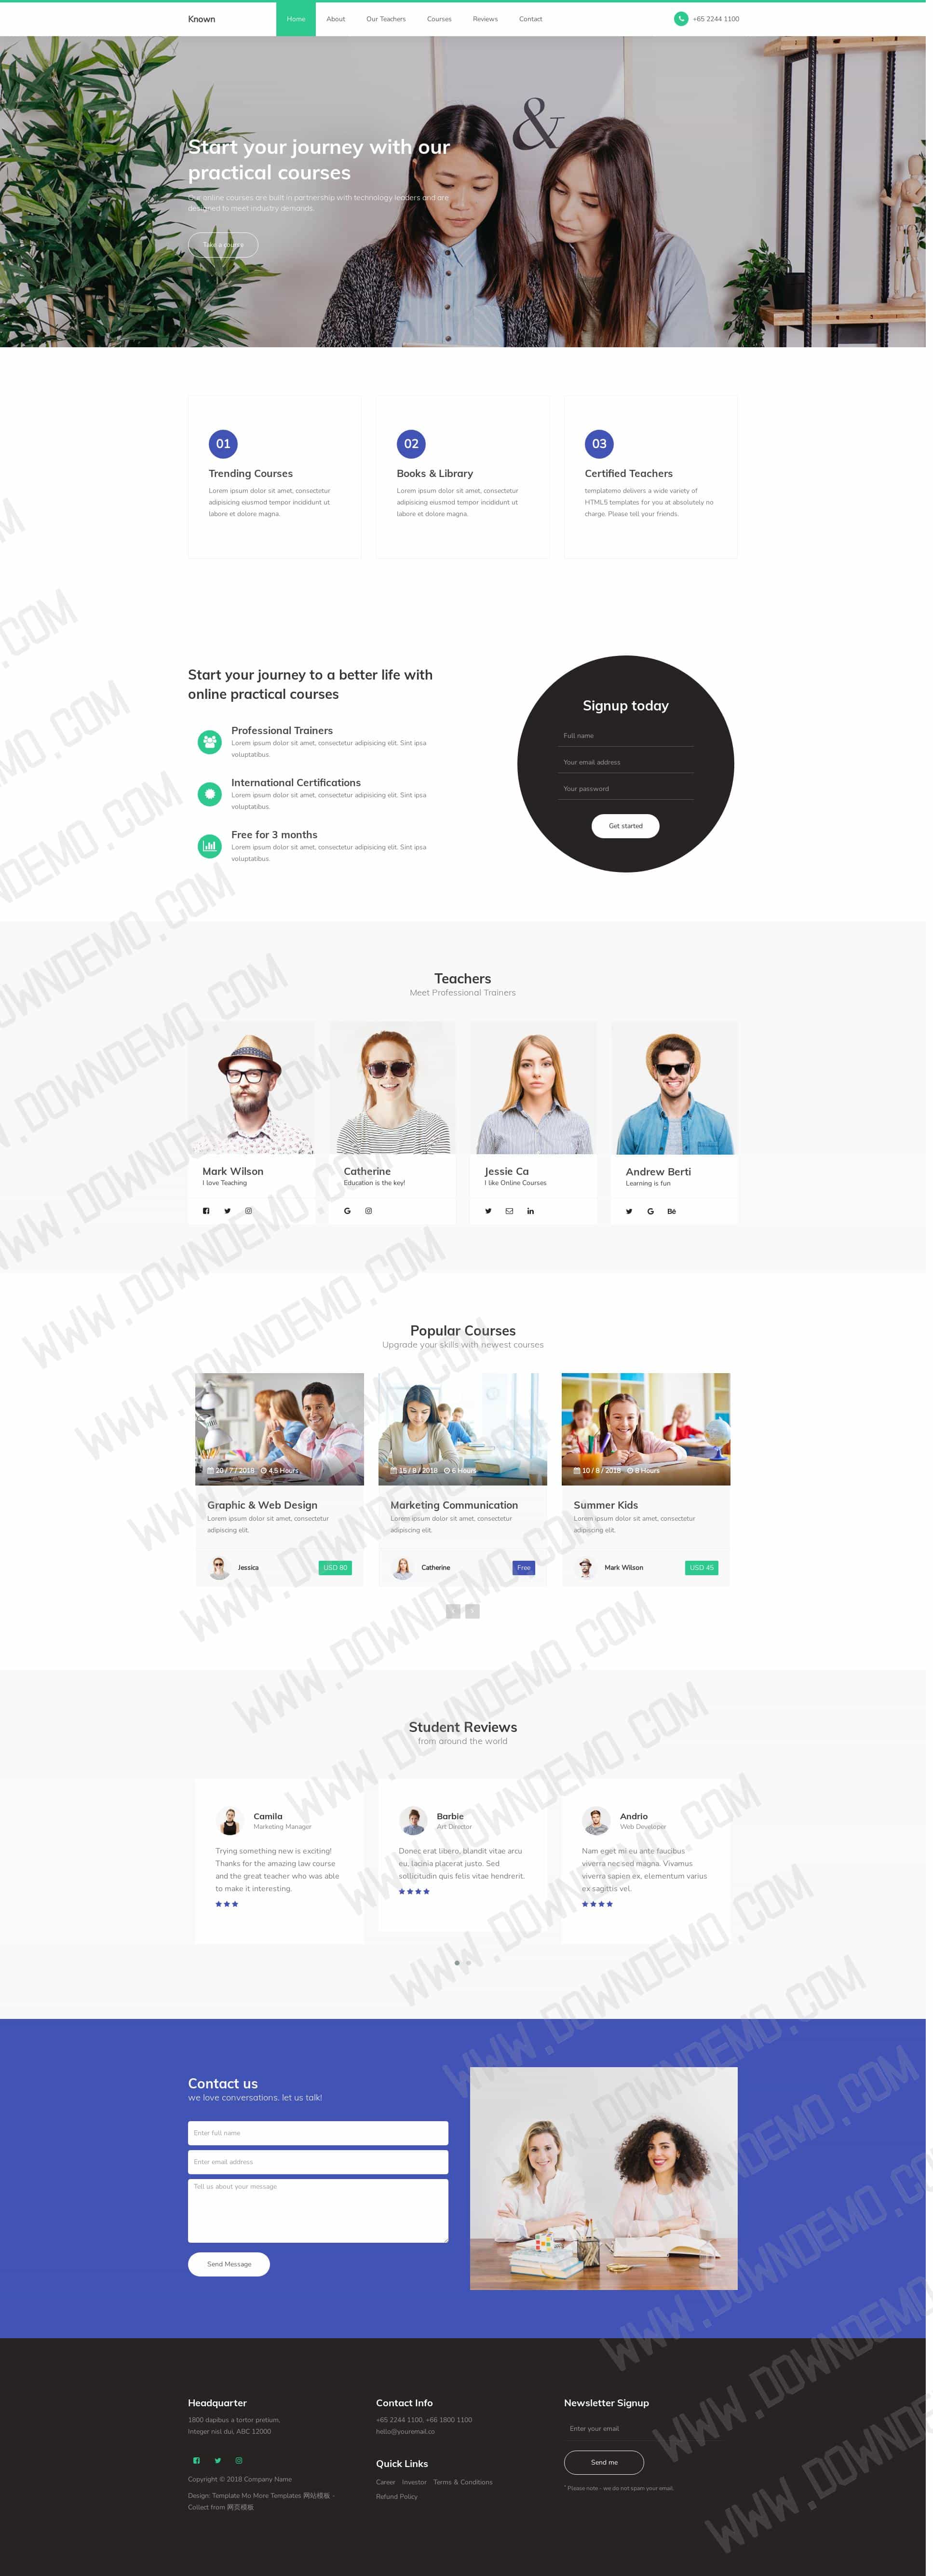 Known
Home
About
Our Teachers
Courses
Reviews
Contact
+65 2244 1100
&
Start your journey with our
practical courses
Our online courses are built in partnership with technology leaders and are
designed to meet industry demands.
Take a course
01
Trending Courses
Lorem ipsum dolor sit amet, consectetur
adipisicing eiusmod tempor incididunt ut
labore et dolore magna.
02
Books & Library
Lorem ipsum dolor sit amet, consectetur
adipisicing eiusmod tempor incididunt ut
labore et dolore magna.
03
Certified Teachers
templatemo delivers a wide variety of
HTML5 templates for you at absolutely no
charge. Please tell your friends.
Start your journey to a better life with
online practical courses
Professional Trainers
Lorem ipsum dolor sit amet, consectetur adipisicing elit. Sint ipsa
voluptatibus.
International Certifications
Lorem ipsum dolor sit amet, consectetur adipisicing elit. Sint ipsa
voluptatibus.
Free for 3 months
Lorem ipsum dolor sit amet, consectetur adipisicing elit. Sint ipsa
voluptatibus.
Signup today
Full name
Your email address
Your password
Get started
Teachers
Meet Professional Trainers
Mark Wilson
I love Teaching
Catherine
Education is the key!
Jessie Ca
I like Online Courses
Andrew Berti
Learning is fun
Bē
Popular Courses
Upgrade your skills with newest courses
20 / 7 / 2018 4.5 Hours
Graphic & Web Design
Lorem ipsum dolor sit amet, consectetur
adipiscing elit.
Jessica
USD 80
15 / 8 / 2018 6 Hours
Marketing Communication
Lorem ipsum dolor sit amet, consectetur
adipiscing elit.
Catherine
Free
10 / 8 / 2018 8 Hours
Summer Kids
Lorem ipsum dolor sit amet, consectetur
adipisicing elit.
Mark Wilson
USD 45
Student Reviews
from around the world
Camila
Marketing Manager
Trying something new is exciting!
Thanks for the amazing law course
and the great teacher who was able
to make it interesting.
Barbie
Art Director
Donec erat libero, blandit vitae arcu
eu, lacinia placerat justo. Sed
sollicitudin quis felis vitae hendrerit.
Andrio
Web Developer
Nam eget mi eu ante faucibus
viverra nec sed magna. Vivamus
viverra sapien ex, elementum varius
ex sagittis vel.
Contact us
we love conversations. let us talk!
Enter full name
Enter email address
Tell us about your message
Send Message
Headquarter
1800 dapibus a tortor pretium,
Integer nisl dui, ABC 12000
Copyright © 2018 Company Name
Design: Template Mo More Templates 网站模板 -
Collect from 网页模板
Contact Info
+65 2244 1100, +66 1800 1100
hello@youremail.co
Quick Links
Career Investor Terms & Conditions
Refund Policy
Newsletter Signup
Enter your email
Send me
* Please note - we do not spam your email.
WWW.DOWNDEMO.COM